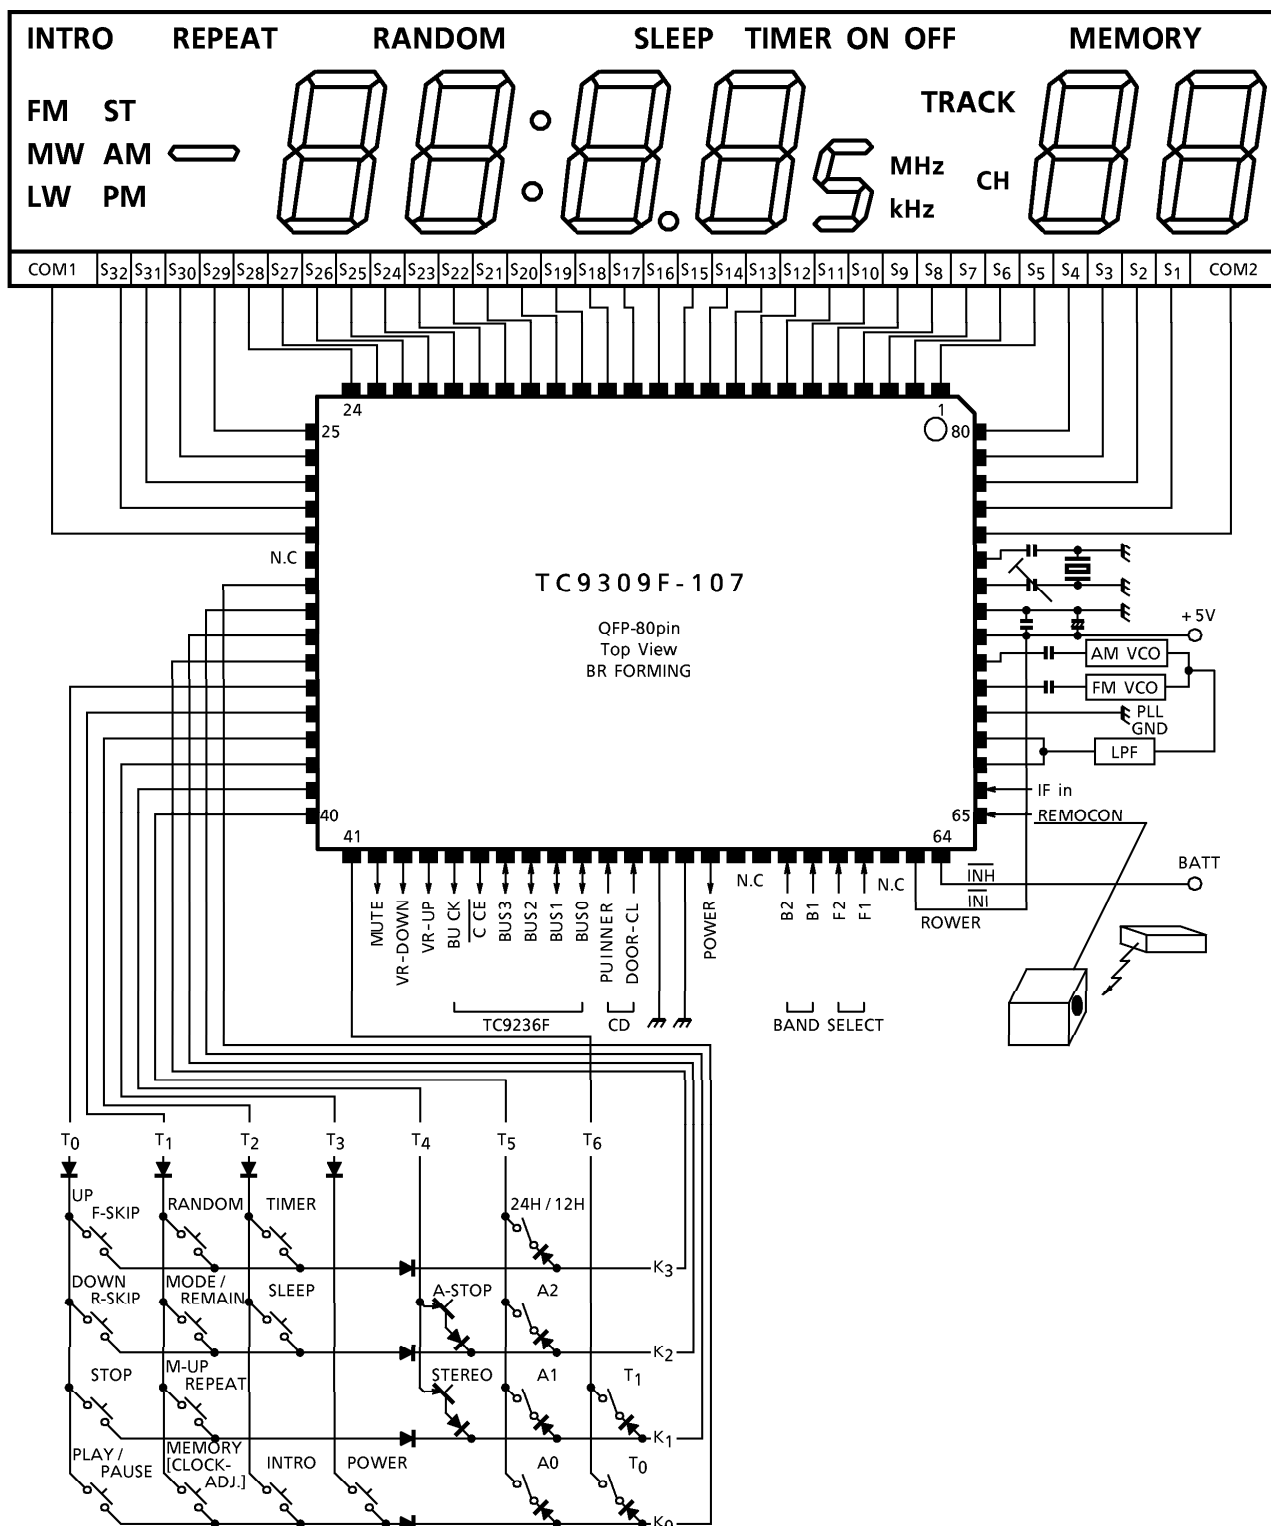 INTRO REPEAT RANDOM SLEEP TIMER ON OFF MEMORY
FM ST TRACK
MW AM MHz CH
LW PM kHz
COM1 S32 S31 S30 S29 S28 S27 S26 S25 S24 S23 S22 S21 S20 S19 S18 S17 S16 S15 S14 S13 S12 S11 S10 S9 S8 S7 S6 S5 S4 S3 S2 S1 COM2
24 1
25 80
N.C
TC9309F-107
QFP-80pin
Top View
BR FORMING
+5V
AM VCO
FM VCO
PLL
GND
LPF
IF in
40 65 REMOCON
41 64
BATT
INH
INI
ROWER
N.C N.C
MUTE
VR-DOWN
VR-UP
BU CK
C CE
BUS3
BUS2
BUS1
BUS0
PUINNER
DOOR-CL
POWER
B2
B1
F2
F1
TC9236F CD BAND SELECT
T0 T1 T2 T3 T4 T5 T6
UP
F-SKIP RANDOM TIMER 24H/12H
K3
DOWN MODE/
R-SKIP REMAIN SLEEP A-STOP A2
K2
STOP M-UP
REPEAT STEREO A1 T1
K1
PLAY/
PAUSE MEMORY
[CLOCK-
ADJ.] INTRO POWER A0 T0
K0